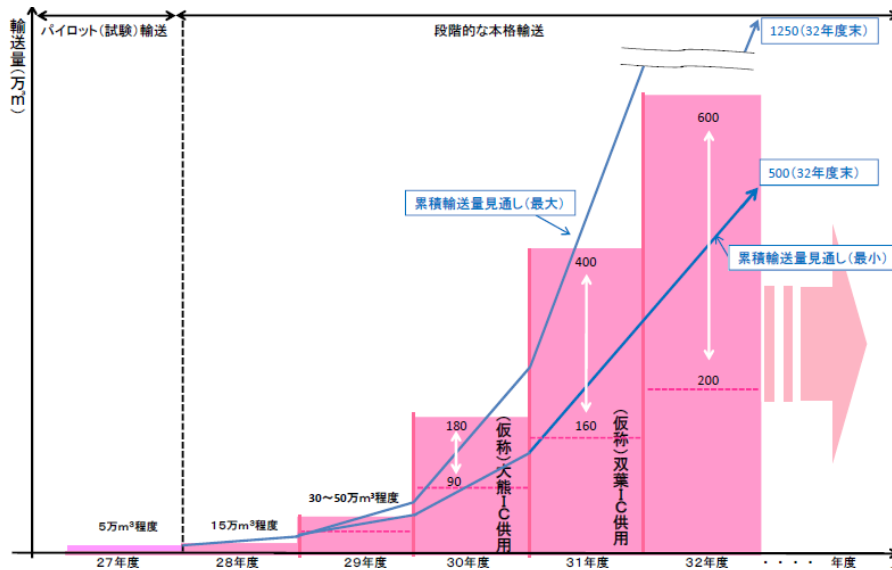 輸送量(万㎥)
パイロット(試験)輸送
段階的な本格輸送
1250(32年度末)
600
500(32年度末)
累積輸送量見通し(最大)
累積輸送量見通し(最小)
400
200
180
160
90
(仮称)大熊IC供用
(仮称)双葉IC供用
30~50万m³程度
15万m³程度
5万m³程度
27年度
28年度
29年度
30年度
31年度
32年度
・・・・
年度